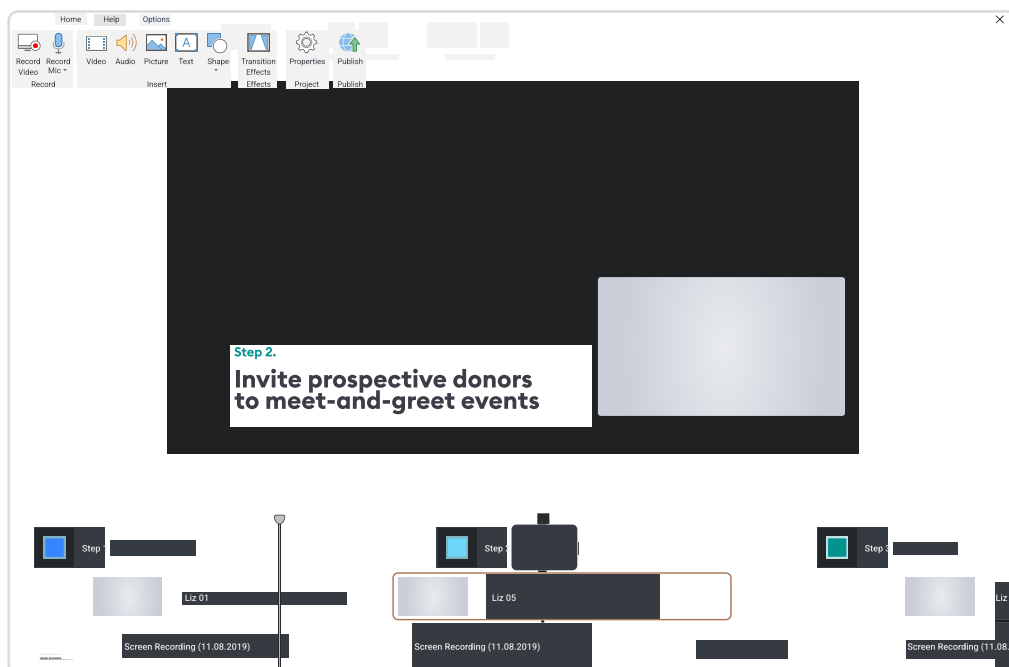 Home Help Options
Record Video
Record Mic
Video
Audio
Picture
Text
Shape
Transition Effects
Properties
Publish
Record
Insert
Effects
Project
Publish
Step 2.
Invite prospective donors
to meet-and-greet events
Step
Step
Step
Liz 01
Liz 05
Liz
Screen Recording (11.08.2019)
Screen Recording (11.08.2019)
Screen Recording (11.08.